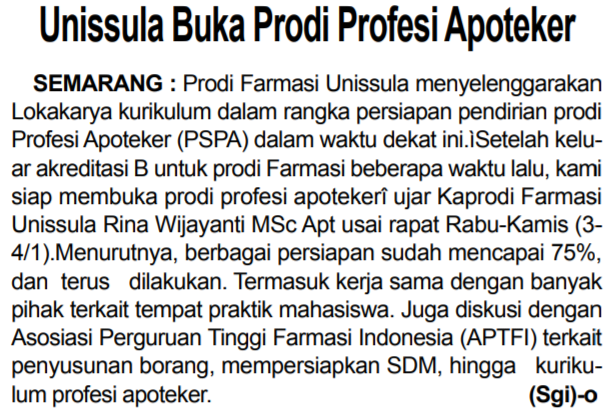 Unissula Buka Prodi Profesi Apoteker
SEMARANG : Prodi Farmasi Unissula menyelenggarakan
Lokakarya kurikulum dalam rangka persiapan pendirian prodi
Profesi Apoteker (PSPA) dalam waktu dekat ini.ìSetelah kelu-
ar akreditasi B untuk prodi Farmasi beberapa waktu lalu, kami
siap membuka prodi profesi apotekerî ujar Kaprodi Farmasi
Unissula Rina Wijayanti MSc Apt usai rapat Rabu-Kamis (3-
4/1).Menurutnya, berbagai persiapan sudah mencapai 75%,
dan terus dilakukan. Termasuk kerja sama dengan banyak
pihak terkait tempat praktik mahasiswa. Juga diskusi dengan
Asosiasi Perguruan Tinggi Farmasi Indonesia (APTFI) terkait
penyusunan borang, mempersiapkan SDM, hingga kuriku-
lum profesi apoteker. (Sgi)-o